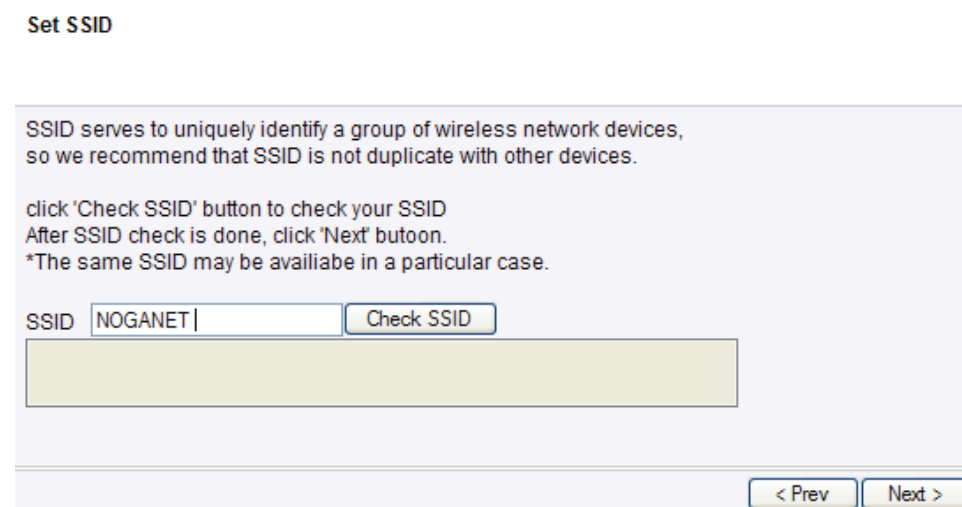 Set SSID
SSID serves to uniquely identify a group of wireless network devices,
so we recommend that SSID is not duplicate with other devices.
click 'Check SSID' button to check your SSID
After SSID check is done, click 'Next' butoon.
*The same SSID may be availiabe in a particular case.
SSID NOGANET Check SSID
< Prev Next >